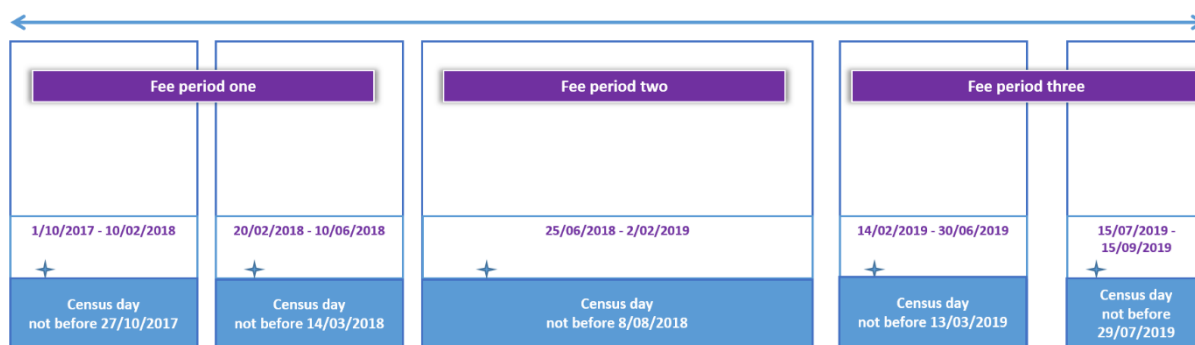 Fee period one
Fee period two
Fee period three
1/10/2017 - 10/02/2018
20/02/2018 - 10/06/2018
25/06/2018 - 2/02/2019
14/02/2019 - 30/06/2019
15/07/2019 -
15/09/2019
Census day
not before 27/10/2017
Census day
not before 14/03/2018
Census day
not before 8/08/2018
Census day
not before 13/03/2019
Census day
not before
29/07/2019